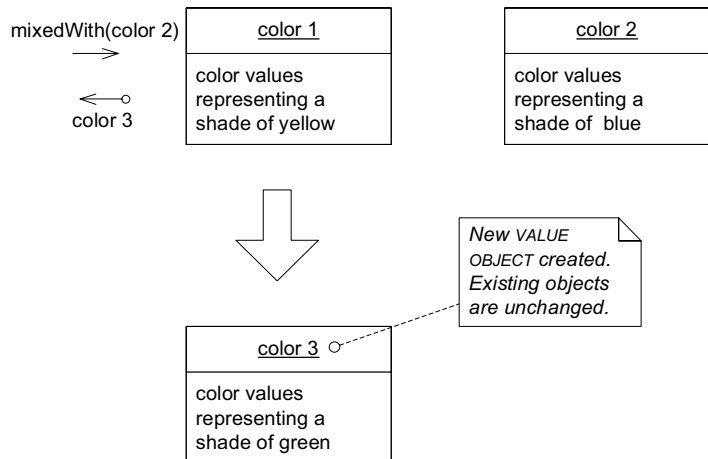 mixedWith(color 2)
color 3
color 1
color values
representing a
shade of yellow
color 2
color values
representing a
shade of  blue
New VALUE
OBJECT created.
Existing objects
are unchanged.
color 3
color values
representing a
shade of green